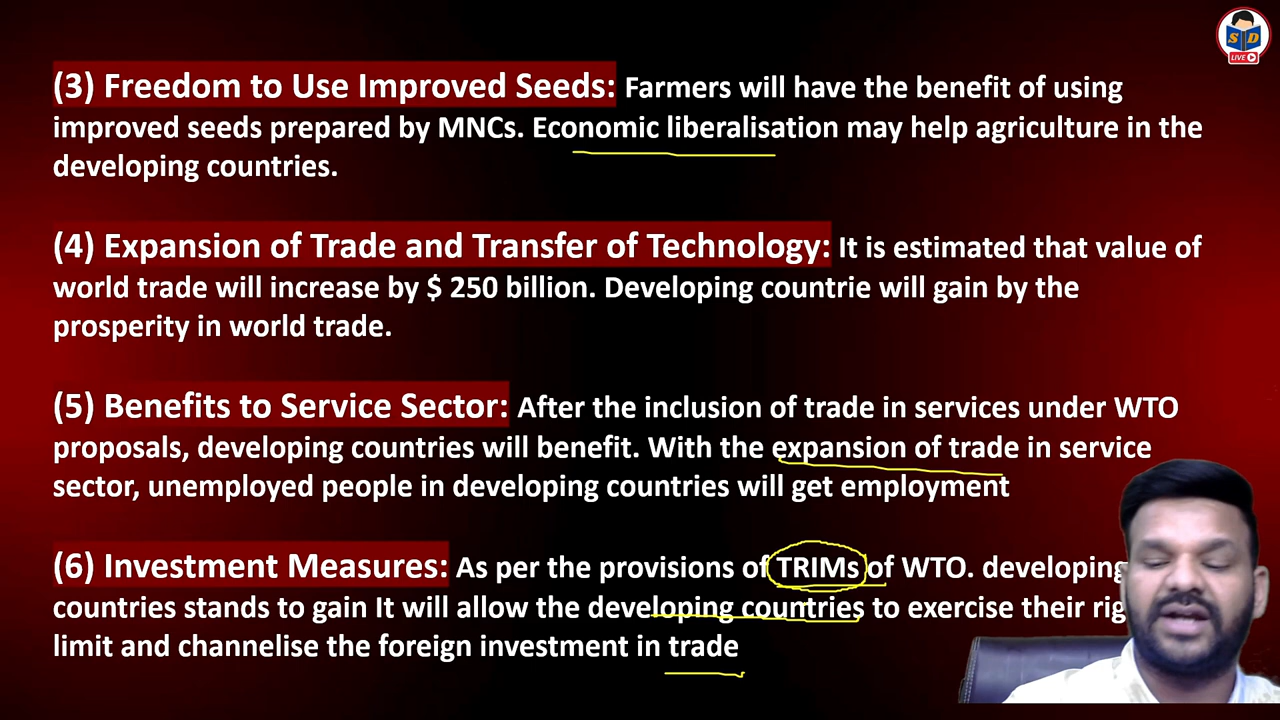 S D
LIVE
(3) Freedom to Use Improved Seeds: Farmers will have the benefit of using
improved seeds prepared by MNCs. Economic liberalisation may help agriculture in the
developing countries.
(4) Expansion of Trade and Transfer of Technology: It is estimated that value of
world trade will increase by $ 250 billion. Developing countrie will gain by the
prosperity in world trade.
(5) Benefits to Service Sector: After the inclusion of trade in services under WTO
proposals, developing countries will benefit. With the expansion of trade in service
sector, unemployed people in developing countries will get employment
(6) Investment Measures: As per the provisions of TRIMs of WTO. developing
countries stands to gain It will allow the developing countries to exercise their
limit and channelise the foreign investment in trade